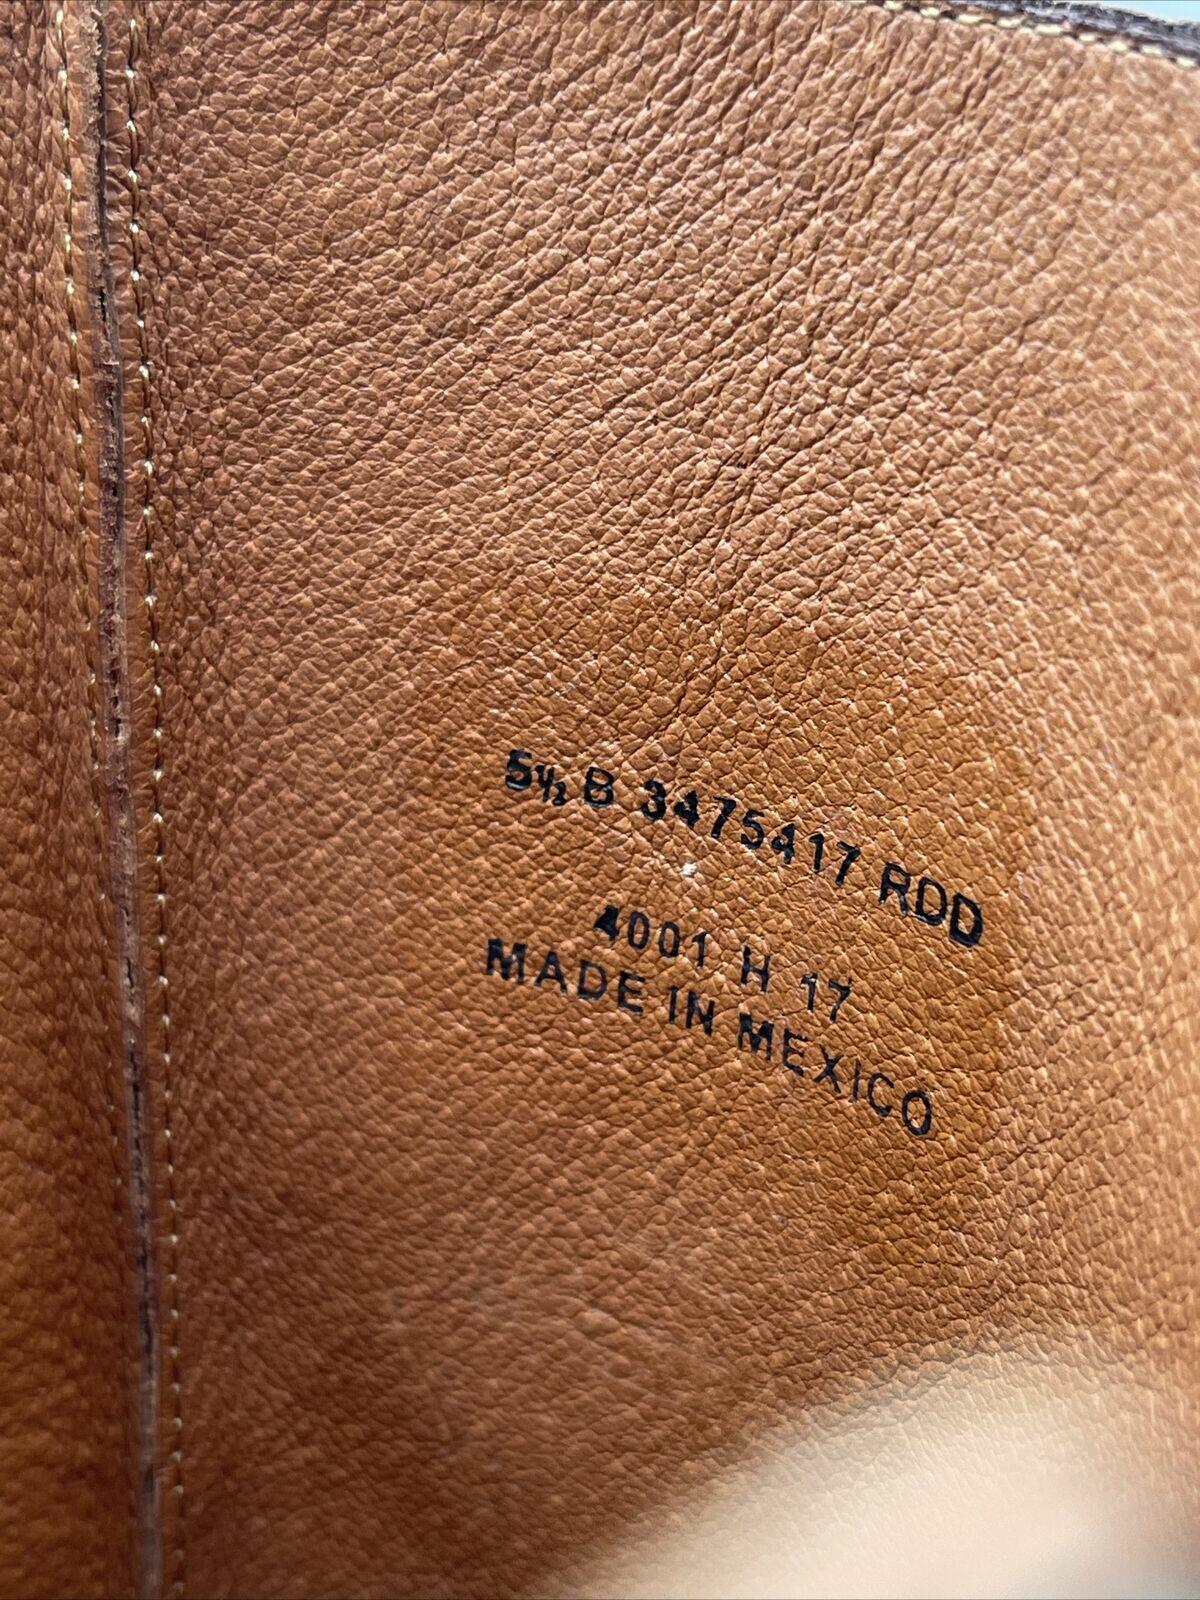 5½ B 3475417 RDD
4001 H 17
MADE IN MEXICO